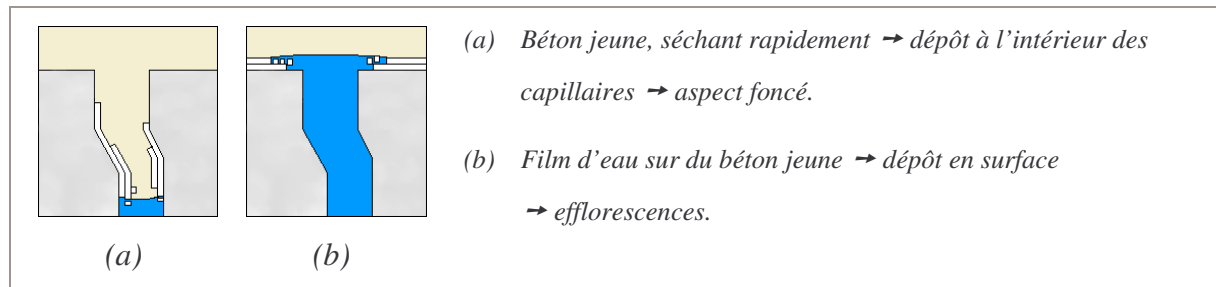 (a) Béton jeune, séchant rapidement ➙ dépôt à l’intérieur des
capillaires ➙ aspect foncé.
(b) Film d’eau sur du béton jeune ➙ dépôt en surface
➙ efflorescences.
(a) (b)